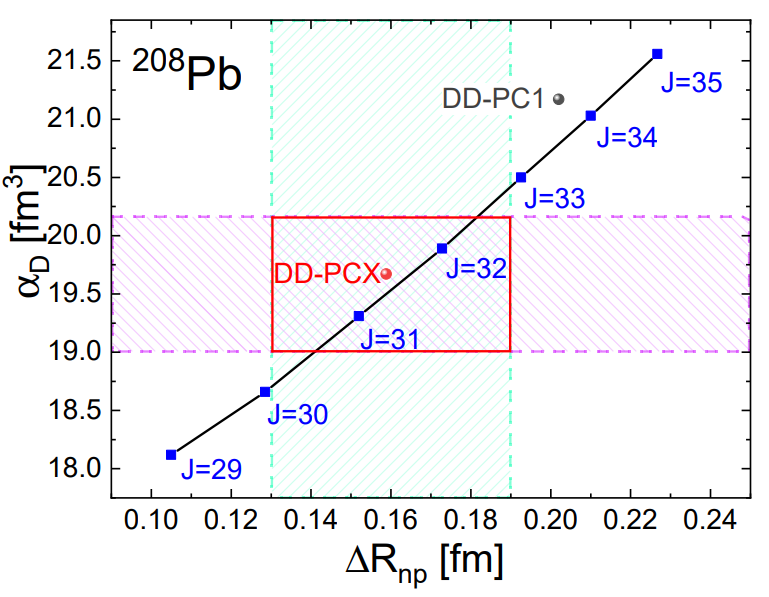 ²⁰⁸Pb
DD-PC1
J=35
J=34
J=33
DD-PCX
J=32
J=31
J=30
J=29
21.5
21.0
20.5
20.0
19.5
19.0
18.5
18.0
α_D [fm³]
0.10 0.12 0.14 0.16 0.18 0.20 0.22 0.24
ΔR_np [fm]